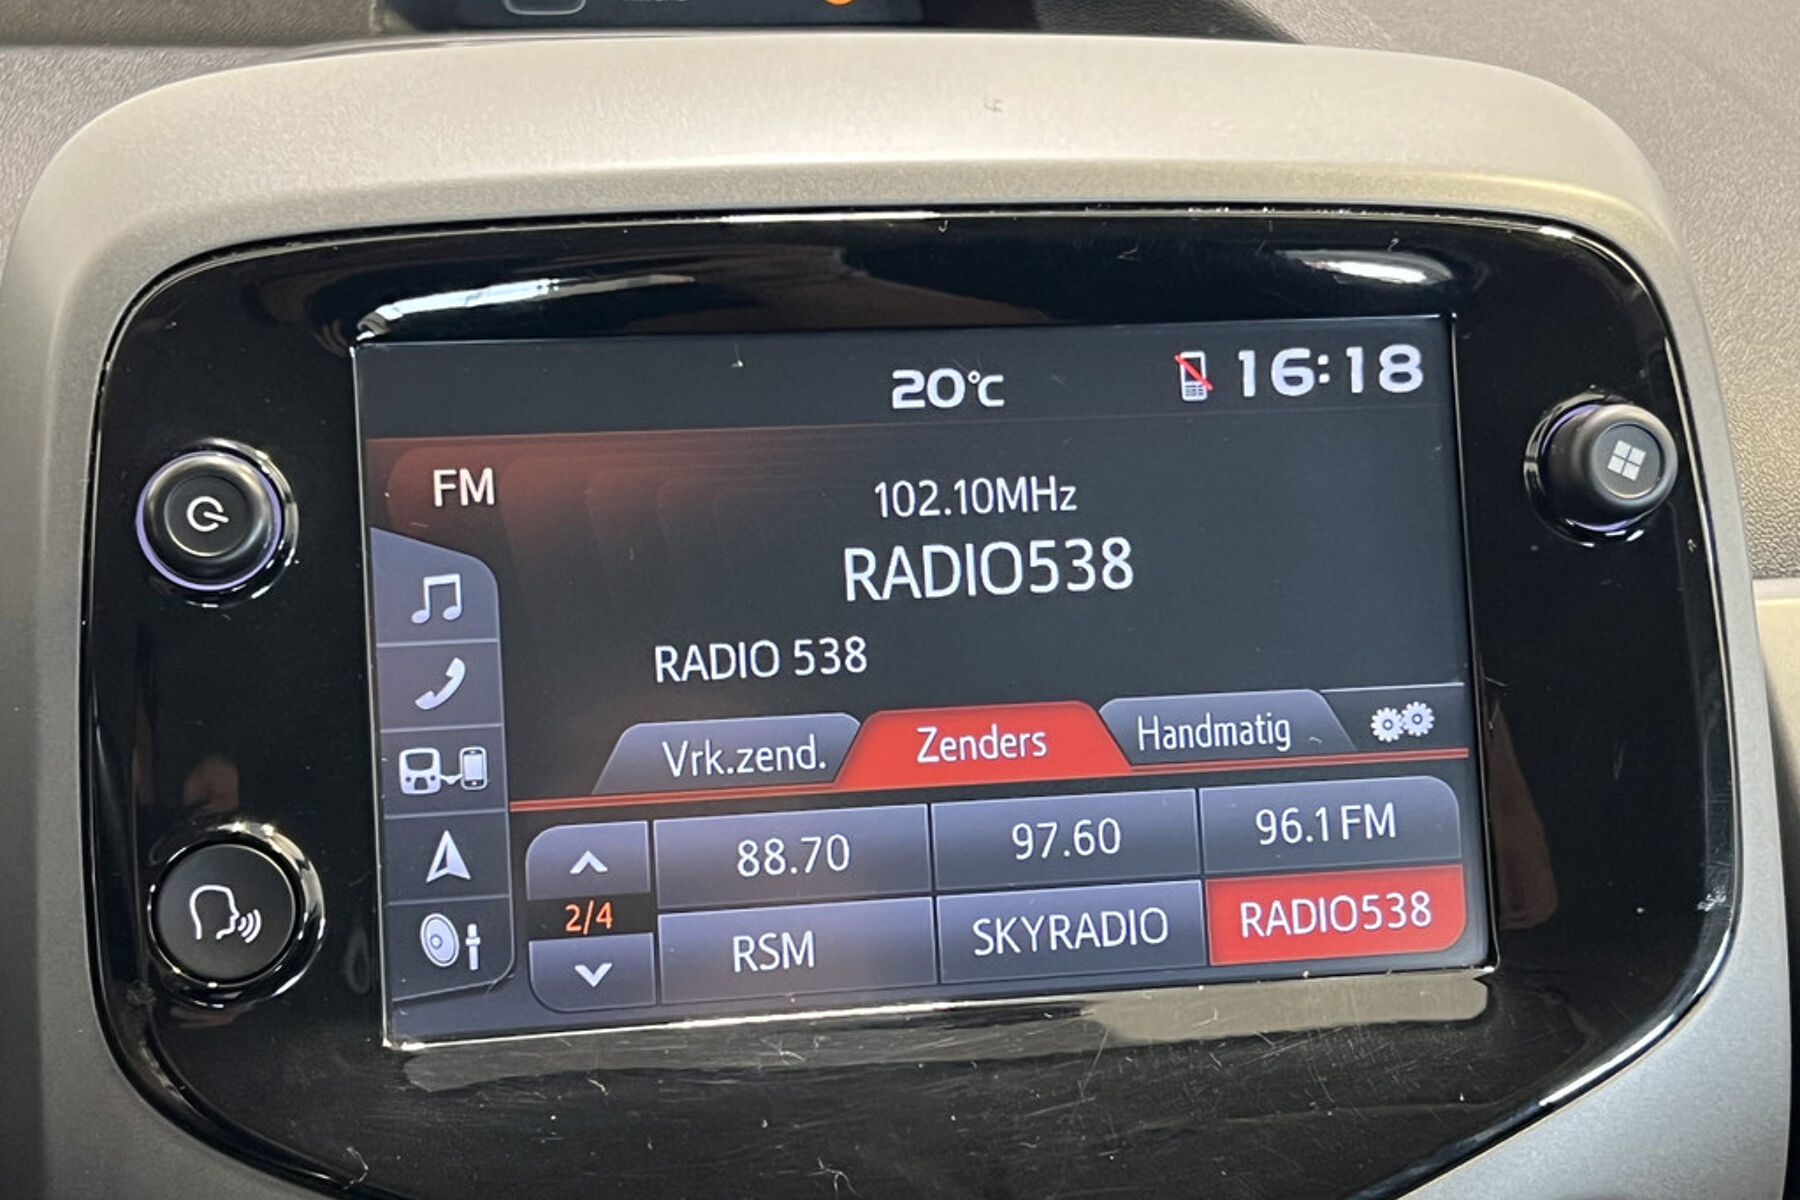 20°C
16:18
FM
102.10MHz
RADIO538
RADIO 538
Vrk.zend.
Zenders
Handmatig
88.70
97.60
96.1 FM
2/4
RSM
SKYRADIO
RADIO538